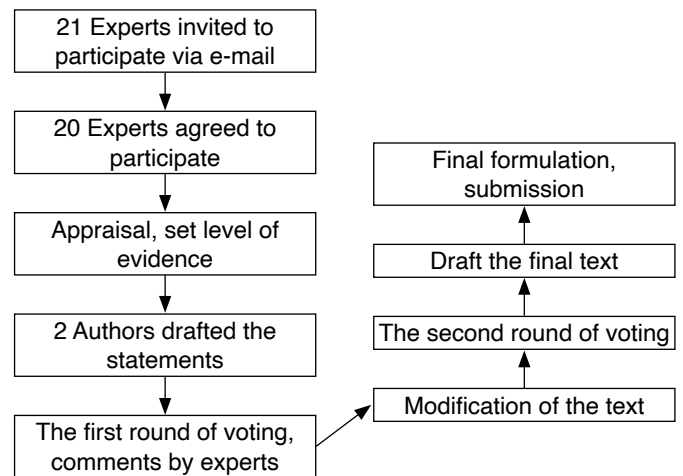 21 Experts invited to
participate via e-mail
20 Experts agreed to
participate
Appraisal, set level of
evidence
2 Authors drafted the
statements
The first round of voting,
comments by experts
Modification of the text
The second round of voting
Draft the final text
Final formulation,
submission